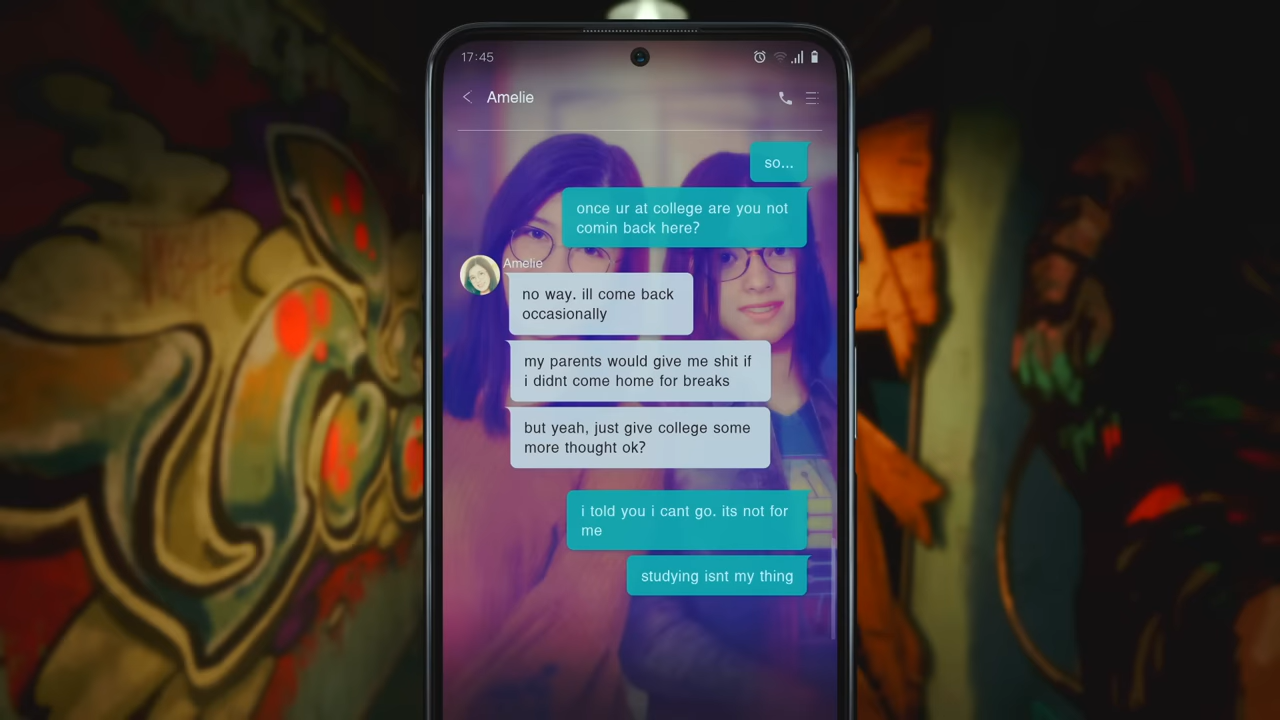 17:45
Amelie
so...
once ur at college are you not
comin back here?
Amelie
no way. ill come back
occasionally
my parents would give me shit if
i didnt come home for breaks
but yeah, just give college some
more thought ok?
i told you i cant go. its not for
me
studying isnt my thing